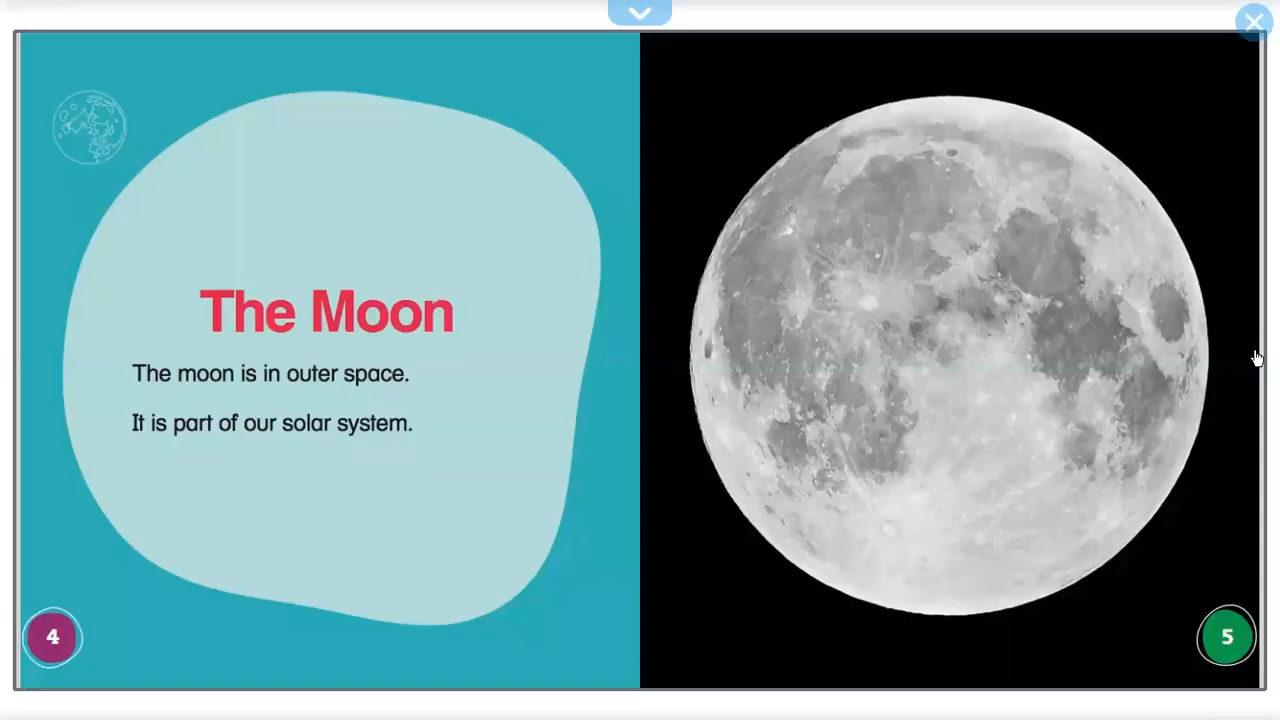 The Moon
The moon is in outer space.
It is part of our solar system.
4
5